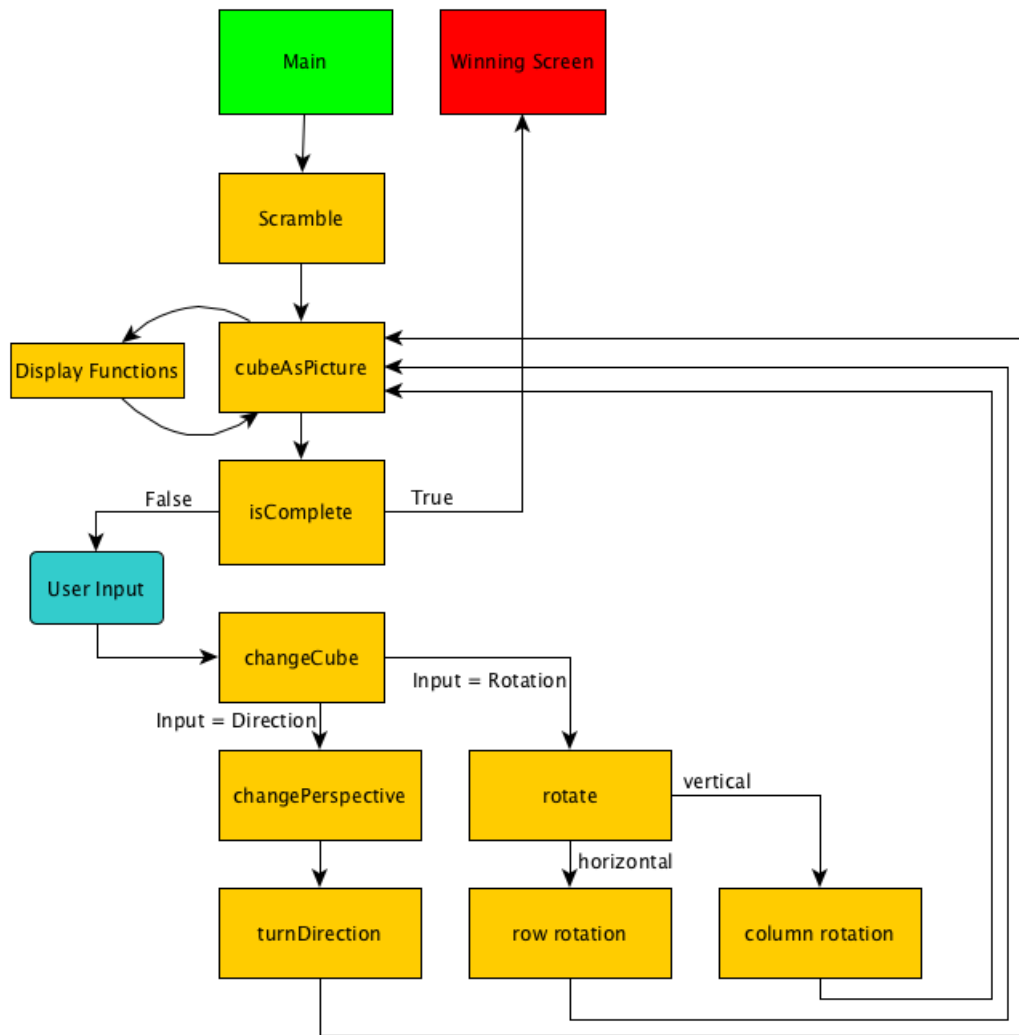 Main
Winning Screen
Scramble
Display Functions
cubeAsPicture
False
isComplete
True
User Input
changeCube
Input = Rotation
Input = Direction
changePerspective
rotate
vertical
horizontal
turnDirection
row rotation
column rotation